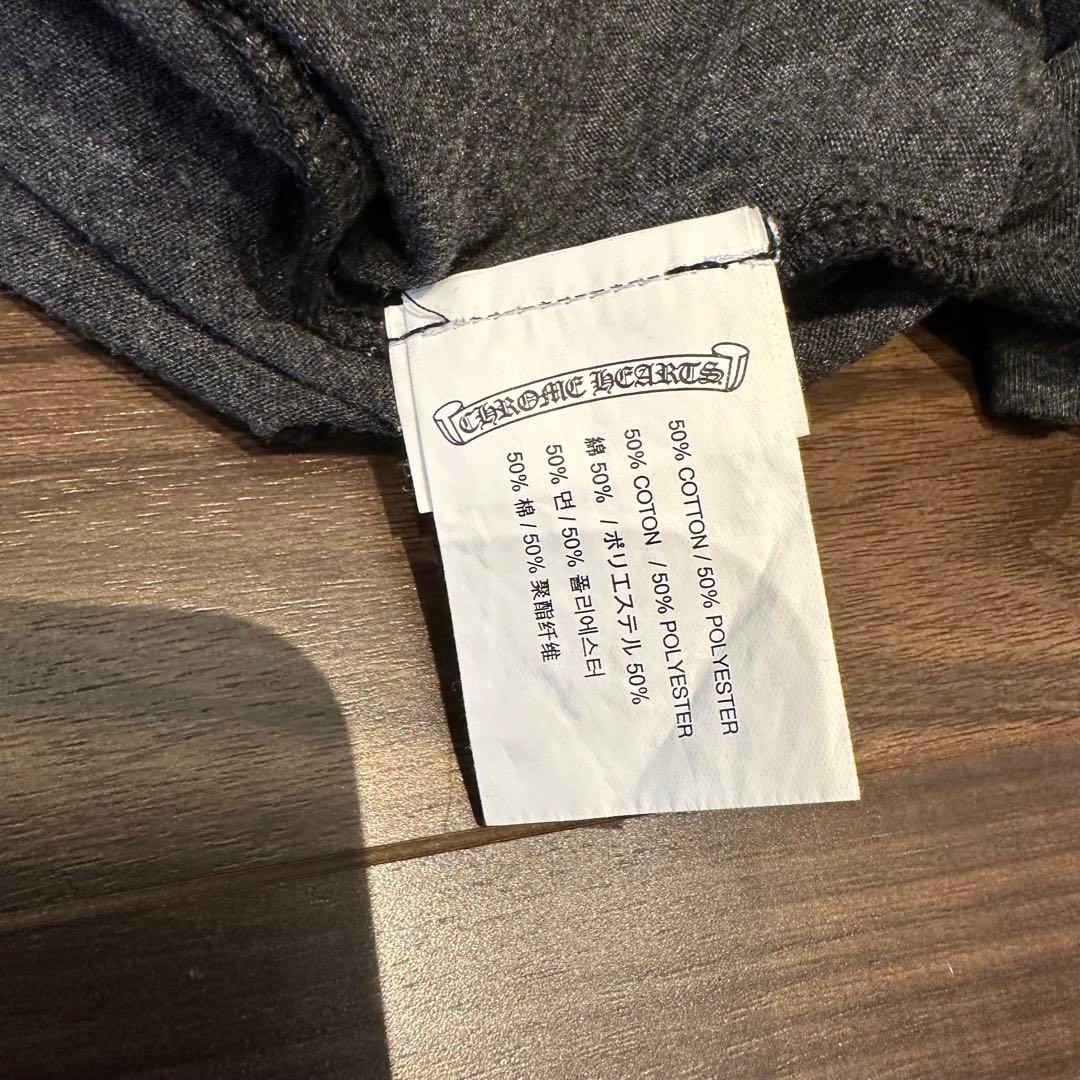 CHROME HEARTS
50% COTTON / 50% POLYESTER
50% COTON / 50% POLYESTER
綿 50% / ポリエステル 50%
50% 면 / 50% 폴리에스터
50% 棉 / 50% 聚酯纤维